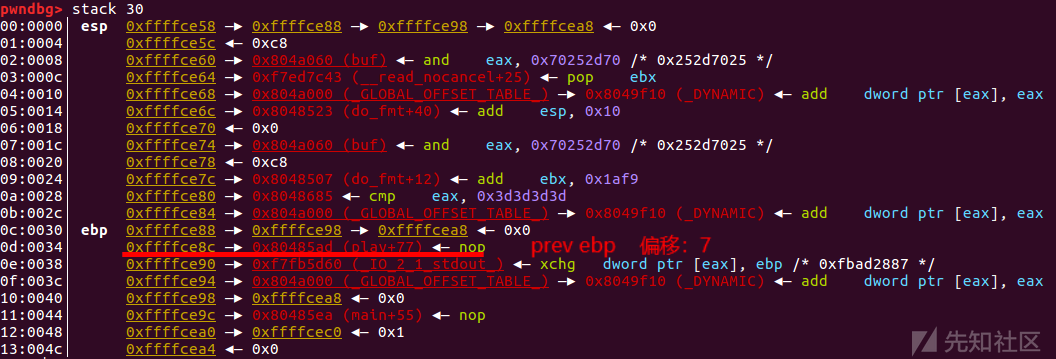 pwndbg> stack 30
00:0000│ esp 0xffffce58 —▸ 0xffffce88 —▸ 0xffffce98 —▸ 0xffffcea8 ◂— 0x0
01:0004│ 0xffffce5c ◂— 0xc8
02:0008│ 0xffffce60 —▸ 0x804a060 (buf) ◂— and eax, 0x70252d70 /* 0x252d7025 */
03:000c│ 0xffffce64 —▸ 0xf7ed7c43 (__read_nocancel+25) ◂— pop ebx
04:0010│ 0xffffce68 —▸ 0x804a000 (_GLOBAL_OFFSET_TABLE_) —▸ 0x8049f10 (_DYNAMIC) ◂— add dword ptr [eax], eax
05:0014│ 0xffffce6c —▸ 0x8048523 (do_fmt+40) ◂— add esp, 0x10
06:0018│ 0xffffce70 ◂— 0x0
07:001c│ 0xffffce74 —▸ 0x804a060 (buf) ◂— and eax, 0x70252d70 /* 0x252d7025 */
08:0020│ 0xffffce78 ◂— 0xc8
09:0024│ 0xffffce7c —▸ 0x8048507 (do_fmt+12) ◂— add ebx, 0x1af9
0a:0028│ 0xffffce80 —▸ 0x8048685 ◂— cmp eax, 0x3d3d3d3d
0b:002c│ 0xffffce84 —▸ 0x804a000 (_GLOBAL_OFFSET_TABLE_) —▸ 0x8049f10 (_DYNAMIC) ◂— add dword ptr [eax], eax
0c:0030│ ebp 0xffffce88 —▸ 0xffffce98 —▸ 0xffffcea8 ◂— 0x0
0d:0034│ 0xffffce8c —▸ 0x80485ad (play+77) ◂— nop prev ebp 偏移：7
0e:0038│ 0xffffce90 —▸ 0xf7fb5d60 (_IO_2_1_stdout_) ◂— xchg dword ptr [eax], ebp /* 0xfbad2887 */
0f:003c│ 0xffffce94 —▸ 0x804a000 (_GLOBAL_OFFSET_TABLE_) —▸ 0x8049f10 (_DYNAMIC) ◂— add dword ptr [eax], eax
10:0040│ 0xffffce98 —▸ 0xffffcea8 ◂— 0x0
11:0044│ 0xffffce9c —▸ 0x80485ea (main+55) ◂— nop
12:0048│ 0xffffcea0 —▸ 0xffffcec0 ◂— 0x1
13:004c│ 0xffffcea4 ◂— 0x0
先知社区